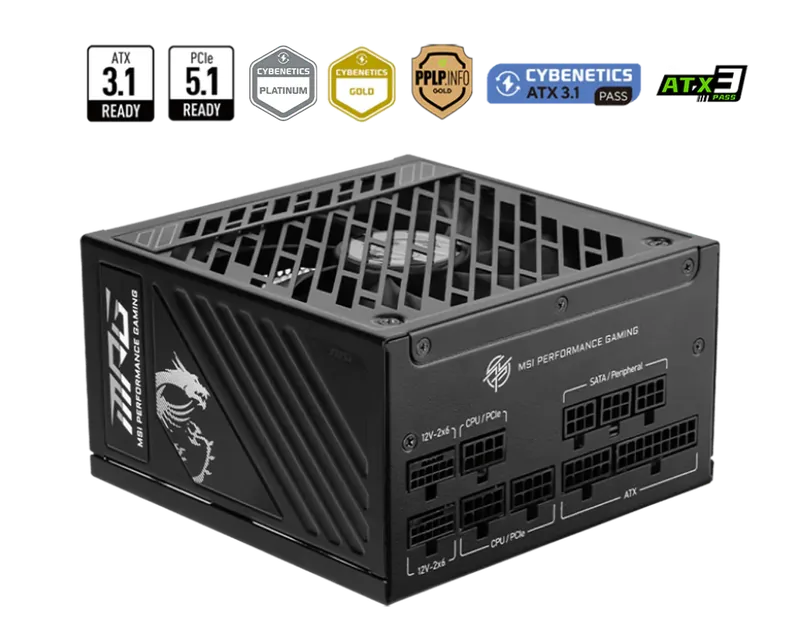 ATX
3.1
READY
PCIe
5.1
READY
CYBENETICS
PLATINUM
CYBENETICS
GOLD
PPLP.INFO
GOLD
CYBENETICS
ATX 3.1 PASS
ATX3
PASS
MPG
MSI PERFORMANCE GAMING
MSI PERFORMANCE GAMING
SATA / Peripheral
12V-2x6
CPU / PCIe
ATX
CPU / PCIe
12V-2x6